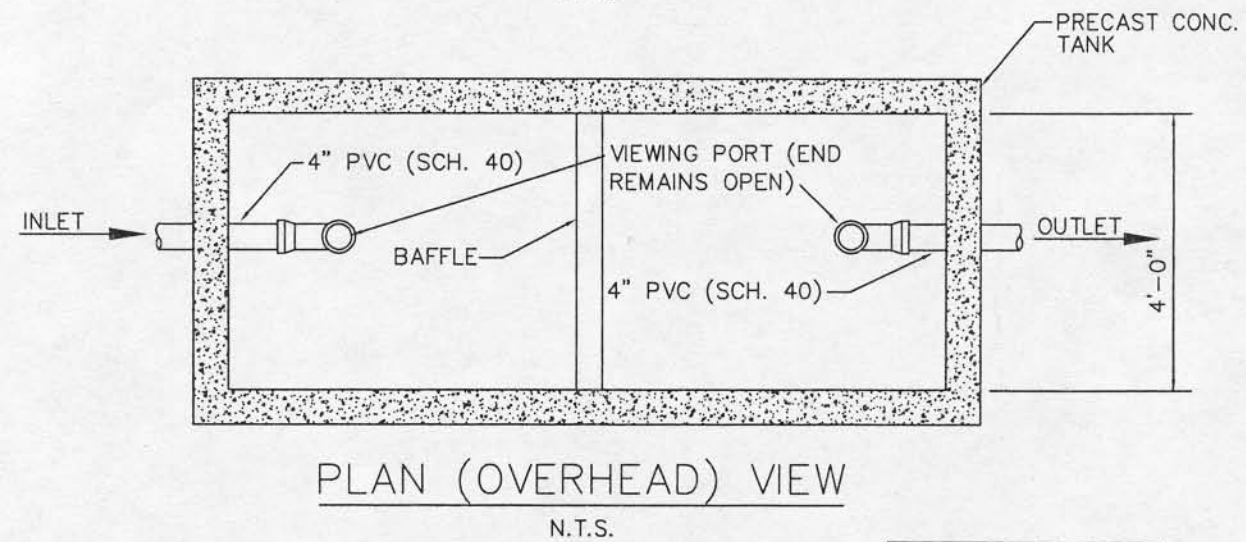 PRECAST CONC.
TANK
4" PVC (SCH. 40)
VIEWING PORT (END
REMAINS OPEN)
INLET
BAFFLE
OUTLET
4" PVC (SCH. 40)
4'-0"
PLAN (OVERHEAD) VIEW
N.T.S.